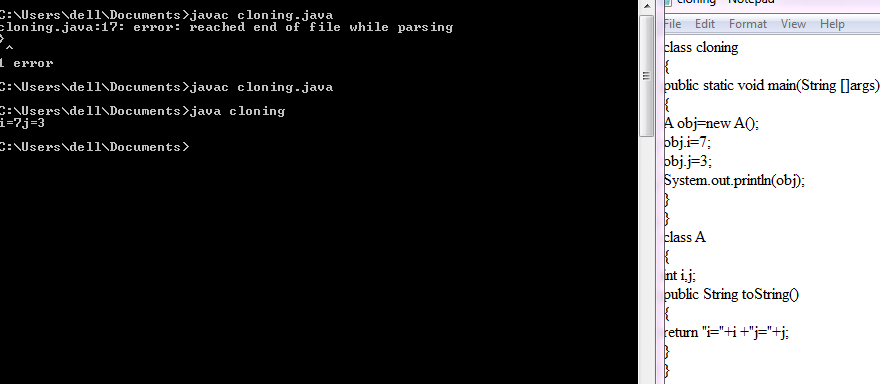 C:\Users\dell\Documents>javac cloning.java
cloning.java:17: error: reached end of file while parsing
}
^
1 error
C:\Users\dell\Documents>javac cloning.java
C:\Users\dell\Documents>java cloning
i=7j=3
C:\Users\dell\Documents>
cloning - Notepad
File Edit Format View Help
class cloning
{
public static void main(String []args)
{
A obj=new A();
obj.i=7;
obj.j=3;
System.out.println(obj);
}
}
class A
{
int i,j;
public String toString()
{
return "i="+i +"j="+j;
}
}